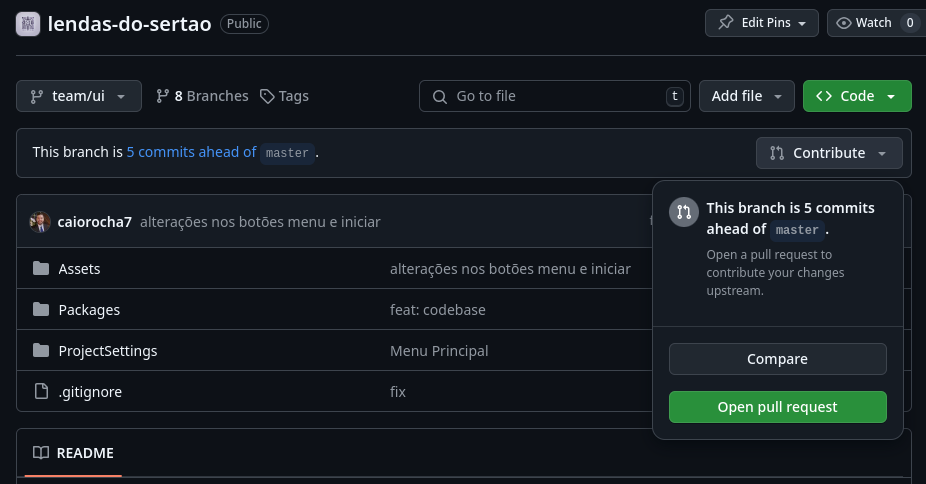 lendas-do-sertao Public Edit Pins Watch 0
team/ui 8 Branches Tags Go to file t Add file Code
This branch is 5 commits ahead of master. Contribute
This branch is 5 commits
ahead of master.
Open a pull request to
contribute your changes
upstream.
Compare
Open pull request
caiorocha7 alterações nos botões menu e iniciar
Assets alterações nos botões menu e iniciar
Packages feat: codebase
ProjectSettings Menu Principal
.gitignore fix
README